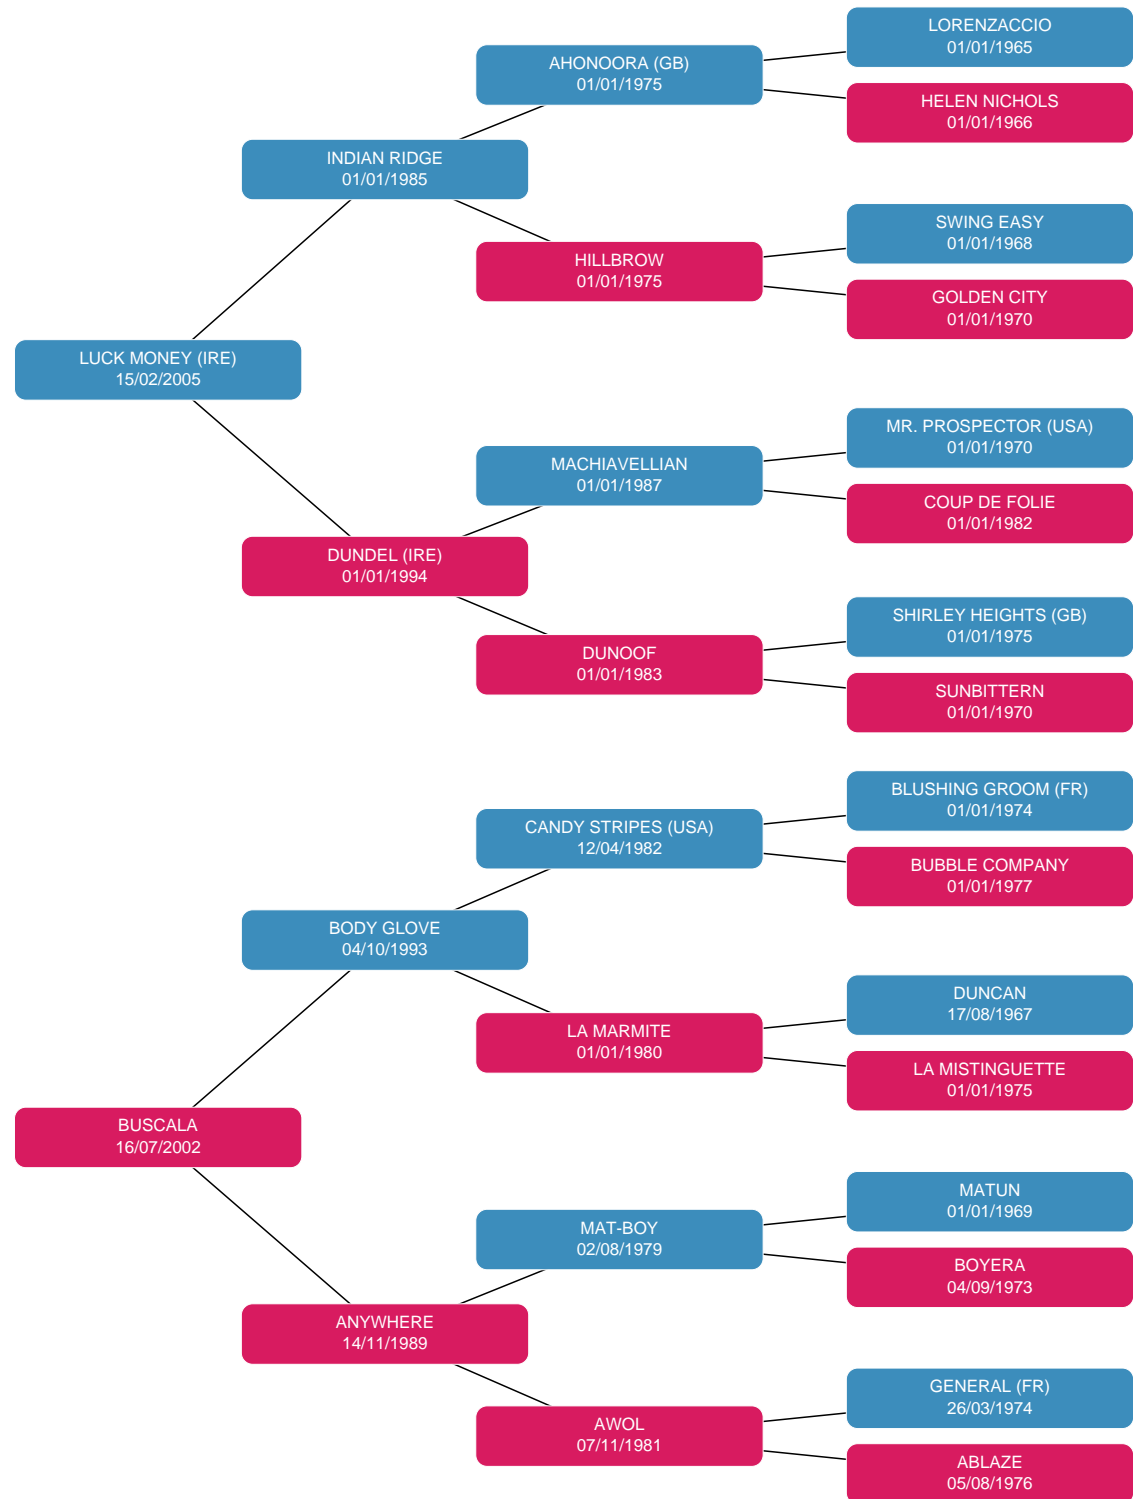 LORENZACCIO
01/01/1965
AHONOORA (GB)
01/01/1975
HELEN NICHOLS
01/01/1966
INDIAN RIDGE
01/01/1985
SWING EASY
01/01/1968
HILLBROW
01/01/1975
GOLDEN CITY
01/01/1970
LUCK MONEY (IRE)
15/02/2005
MR. PROSPECTOR (USA)
01/01/1970
MACHIAVELLIAN
01/01/1987
COUP DE FOLIE
01/01/1982
DUNDEL (IRE)
01/01/1994
SHIRLEY HEIGHTS (GB)
01/01/1975
DUNOOF
01/01/1983
SUNBITTERN
01/01/1970
BLUSHING GROOM (FR)
01/01/1974
CANDY STRIPES (USA)
12/04/1982
BUBBLE COMPANY
01/01/1977
BODY GLOVE
04/10/1993
DUNCAN
17/08/1967
LA MARMITE
01/01/1980
LA MISTINGUETTE
01/01/1975
BUSCALA
16/07/2002
MATUN
01/01/1969
MAT-BOY
02/08/1979
BOYERA
04/09/1973
ANYWHERE
14/11/1989
GENERAL (FR)
26/03/1974
AWOL
07/11/1981
ABLAZE
05/08/1976